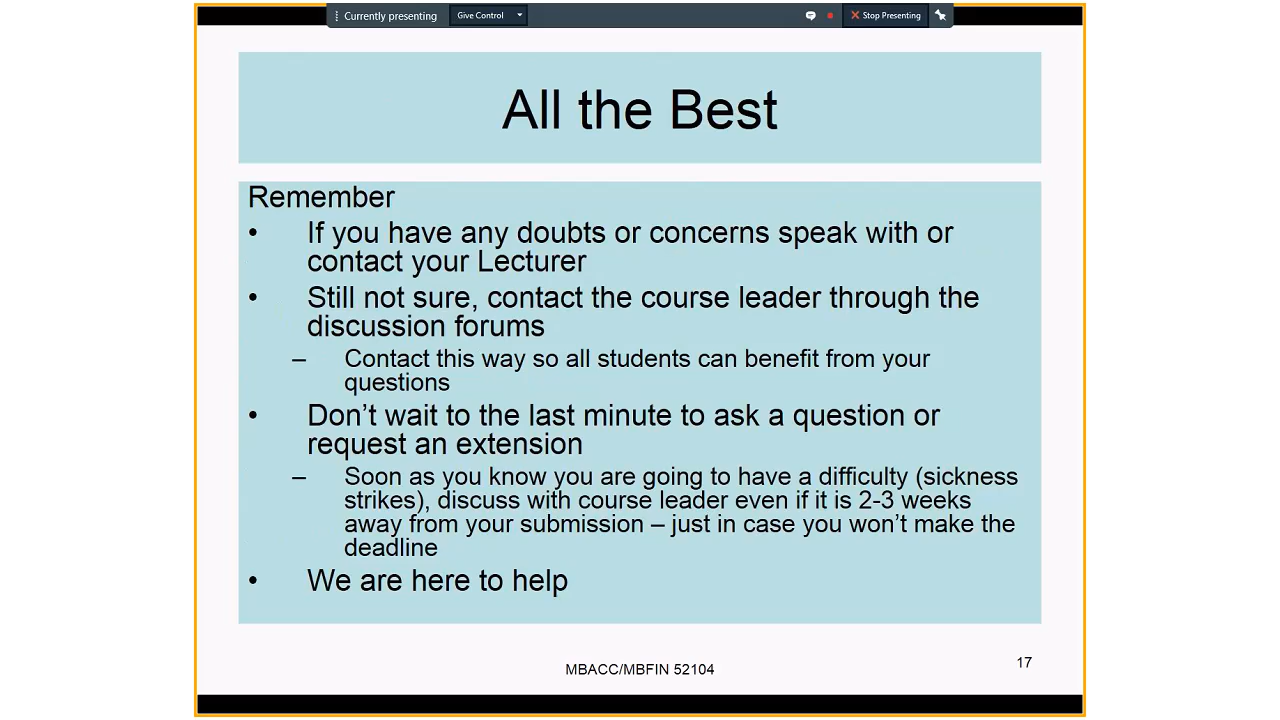 Currently presenting
Give Control
Stop Presenting
All the Best
Remember
• If you have any doubts or concerns speak with or
contact your Lecturer
• Still not sure, contact the course leader through the
discussion forums
– Contact this way so all students can benefit from your
questions
• Don’t wait to the last minute to ask a question or
request an extension
– Soon as you know you are going to have a difficulty (sickness
strikes), discuss with course leader even if it is 2-3 weeks
away from your submission – just in case you won’t make the
deadline
• We are here to help
MBACC/MBFIN 52104
17